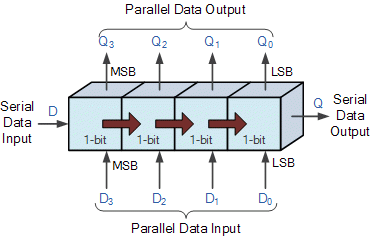 Parallel Data Output
Q3 Q2 Q1 Q0
MSB LSB
Serial Data Input
D
Q
Serial Data Output
1-bit 1-bit 1-bit 1-bit
MSB LSB
D3 D2 D1 D0
Parallel Data Input